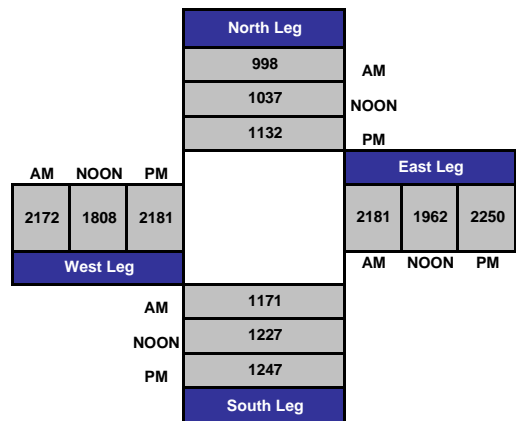 North Leg
998 AM
1037 NOON
1132 PM
AM NOON PM
East Leg
2172 1808 2181
2181 1962 2250
West Leg
AM NOON PM
AM 1171
NOON 1227
PM 1247
South Leg